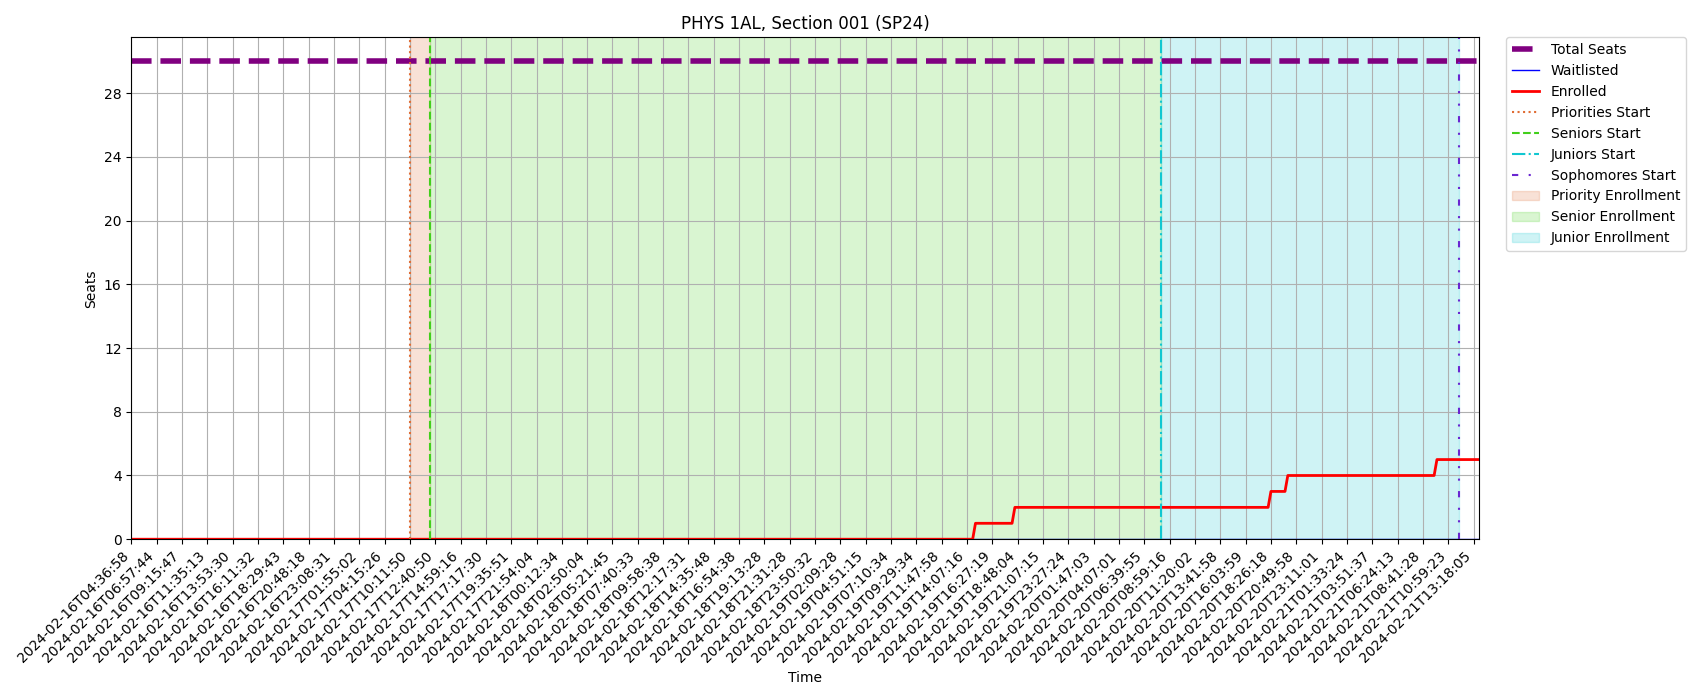 PHYS 1AL, Section 001 (SP24)
Total Seats
Waitlisted
Enrolled
Priorities Start
Seniors Start
Juniors Start
Sophomores Start
Priority Enrollment
Senior Enrollment
Junior Enrollment
Seats
28
24
20
16
12
8
4
0
2024-02-16T04:36:58
2024-02-16T06:57:44
2024-02-16T09:15:47
2024-02-16T11:35:13
2024-02-16T13:53:30
2024-02-16T16:11:32
2024-02-16T18:29:43
2024-02-16T20:48:18
2024-02-16T23:08:31
2024-02-17T01:55:02
2024-02-17T04:15:26
2024-02-17T10:11:50
2024-02-17T12:40:50
2024-02-17T14:59:16
2024-02-17T17:17:30
2024-02-17T19:35:51
2024-02-17T21:54:04
2024-02-18T00:12:34
2024-02-18T02:50:04
2024-02-18T05:21:45
2024-02-18T07:40:33
2024-02-18T09:58:38
2024-02-18T12:17:31
2024-02-18T14:35:48
2024-02-18T16:54:38
2024-02-18T19:13:28
2024-02-18T21:31:28
2024-02-18T23:50:32
2024-02-19T02:09:28
2024-02-19T04:51:15
2024-02-19T07:10:34
2024-02-19T09:29:34
2024-02-19T11:47:58
2024-02-19T14:07:16
2024-02-19T16:27:19
2024-02-19T18:48:04
2024-02-19T21:07:15
2024-02-19T23:27:24
2024-02-20T01:47:03
2024-02-20T04:07:01
2024-02-20T06:39:55
2024-02-20T08:59:16
2024-02-20T11:20:02
2024-02-20T13:41:58
2024-02-20T16:03:59
2024-02-20T18:26:18
2024-02-20T20:49:58
2024-02-20T23:11:01
2024-02-21T01:33:24
2024-02-21T03:51:37
2024-02-21T06:24:13
2024-02-21T08:41:28
2024-02-21T10:59:23
2024-02-21T13:18:05
Time